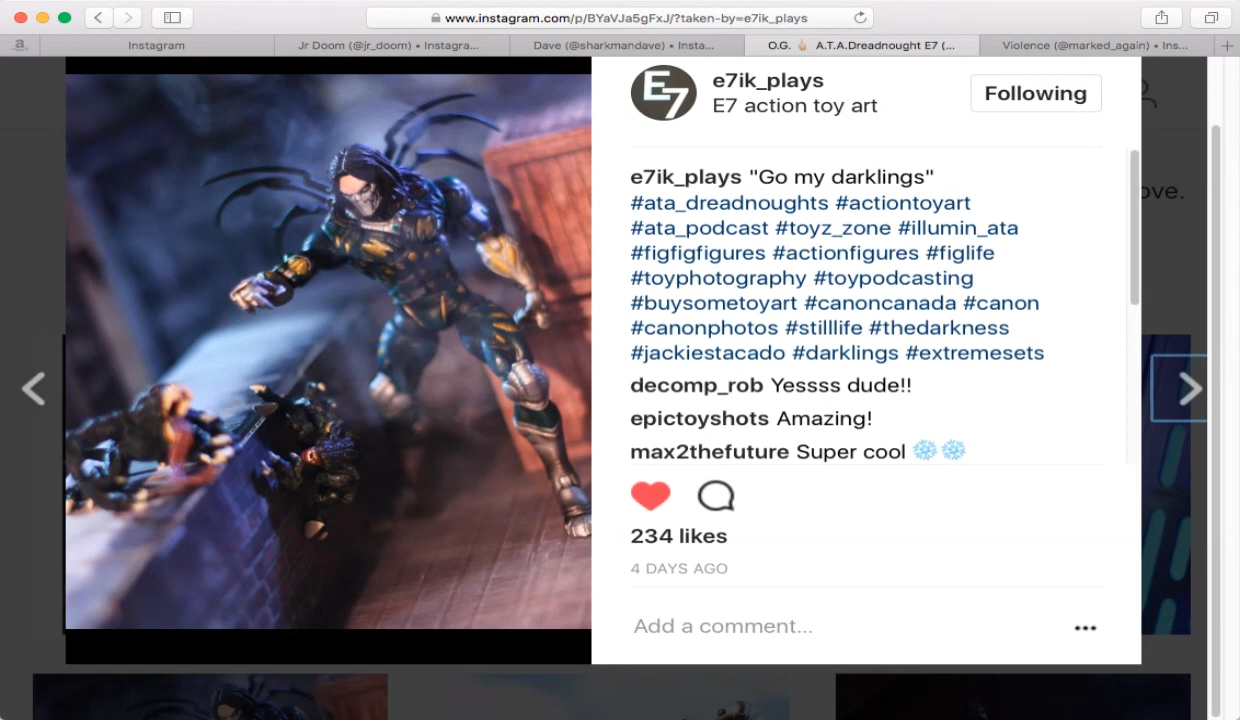 www.instagram.com/p/BYaVJa5gFxJ/?taken-by=e7ik_plays
a
Instagram
Jr Doom (@jr_doom) • Instagra...
Dave (@sharkmandave) • Insta...
O.G. 👆 A.T.A.Dreadnought E7 (...
Violence (@marked_again) • Ins...
E7
e7ik_plays
E7 action toy art
Following
ove.
e7ik_plays "Go my darklings"
#ata_dreadnoughts #actiontoyart
#ata_podcast #toyz_zone #illumin_ata
#figfigfigures #actionfigures #figlife
#toyphotography #toypodcasting
#buysometoyart #canoncanada #canon
#canonphotos #stilllife #thedarkness
#jackiestacado #darklings #extremesets
decomp_rob Yessss dude!!
epictoyshots Amazing!
max2thefuture Super cool ❄️❄️
234 likes
4 DAYS AGO
Add a comment...